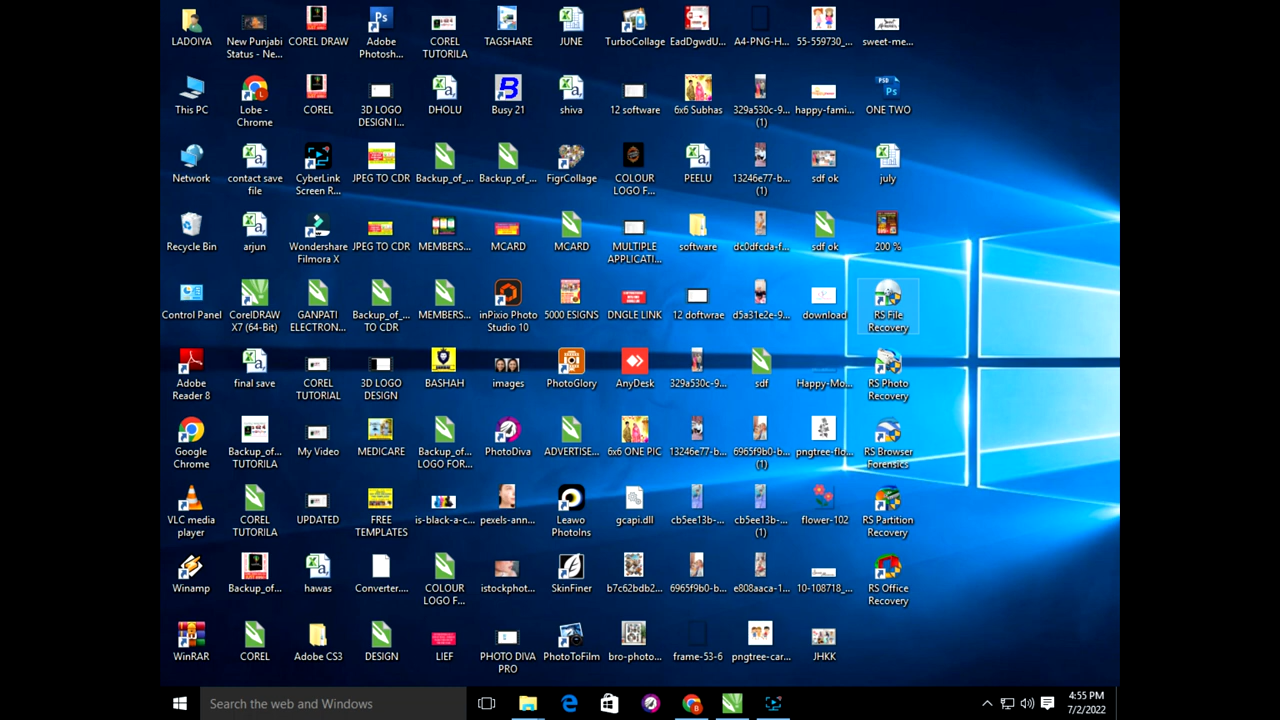 LADOIYA
New Punjabi
Status - Ne...
COREL DRAW
Adobe
Photosh...
COREL
TUTORILA
TAGSHARE
JUNE
TurboCollage
EadDgwdU...
A4-PNG-H...
55-559730_...
sweet-me...
This PC
Lobe -
Chrome
COREL
3D LOGO
DESIGN I...
DHOLU
Busy 21
shiva
12 software
6x6 Subhas
329a530c-9...
(1)
happy-fami...
ONE TWO
Network
contact save
file
CyberLink
Screen R...
JPEG TO CDR
Backup_of_...
Backup_of_...
FigrCollage
COLOUR
LOGO F...
PEELU
13246e77-b...
(1)
sdf ok
july
Recycle Bin
arjun
Wondershare
Filmora X
JPEG TO CDR
MEMBERS...
MCARD
MCARD
MULTIPLE
APPLICATI...
software
dc0dfcda-f...
sdf ok
200 %
Control Panel
CorelDRAW
X7 (64-Bit)
GANPATI
ELECTRON...
Backup_of_...
TO CDR
MEMBERS...
inPixio Photo
Studio 10
5000 ESIGNS
DNGLE LINK
12 doftwrae
d5a31e2e-9...
download
RS File
Recovery
Adobe
Reader 8
final save
COREL
TUTORIAL
3D LOGO
DESIGN
BASHAH
images
PhotoGlory
AnyDesk
329a530c-9...
sdf
Happy-Mo...
RS Photo
Recovery
Google
Chrome
Backup_of...
TUTORILA
My Video
MEDICARE
Backup_of...
LOGO FOR...
PhotoDiva
ADVERTISE...
6x6 ONE PIC
13246e77-b...
6965f9b0-b...
(1)
pngtree-flo...
RS Browser
Forensics
VLC media
player
COREL
TUTORILA
UPDATED
FREE
TEMPLATES
is-black-a-c...
pexels-ann...
Leawo
PhotoIns
gcapi.dll
cb5ee13b-...
cb5ee13b-...
(1)
flower-102
RS Partition
Recovery
Winamp
Backup_of...
hawas
Converter....
COLOUR
LOGO F...
istockphot...
SkinFiner
b7c62bdb2...
6965f9b0-b...
e808aaca-1...
10-108718_...
RS Office
Recovery
WinRAR
COREL
Adobe CS3
DESIGN
LIEF
PHOTO DIVA
PRO
PhotoToFilm
bro-photo...
frame-53-6
pngtree-car...
JHKK
Search the web and Windows
4:55 PM
7/2/2022